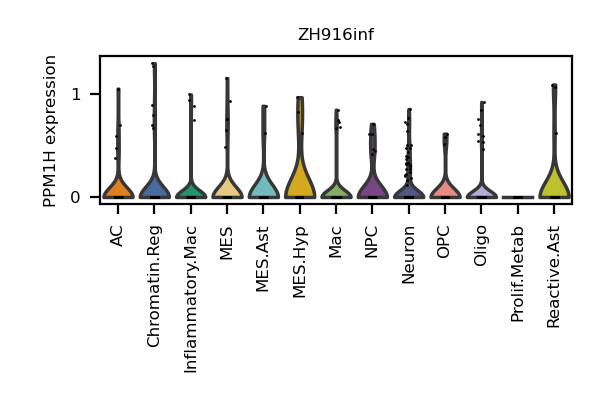 ZH916inf
PPM1H expression
1
0
AC
Chromatin.Reg
Inflammatory.Mac
MES
MES.Ast
MES.Hyp
Mac
NPC
Neuron
OPC
Oligo
Prolif.Metab
Reactive.Ast